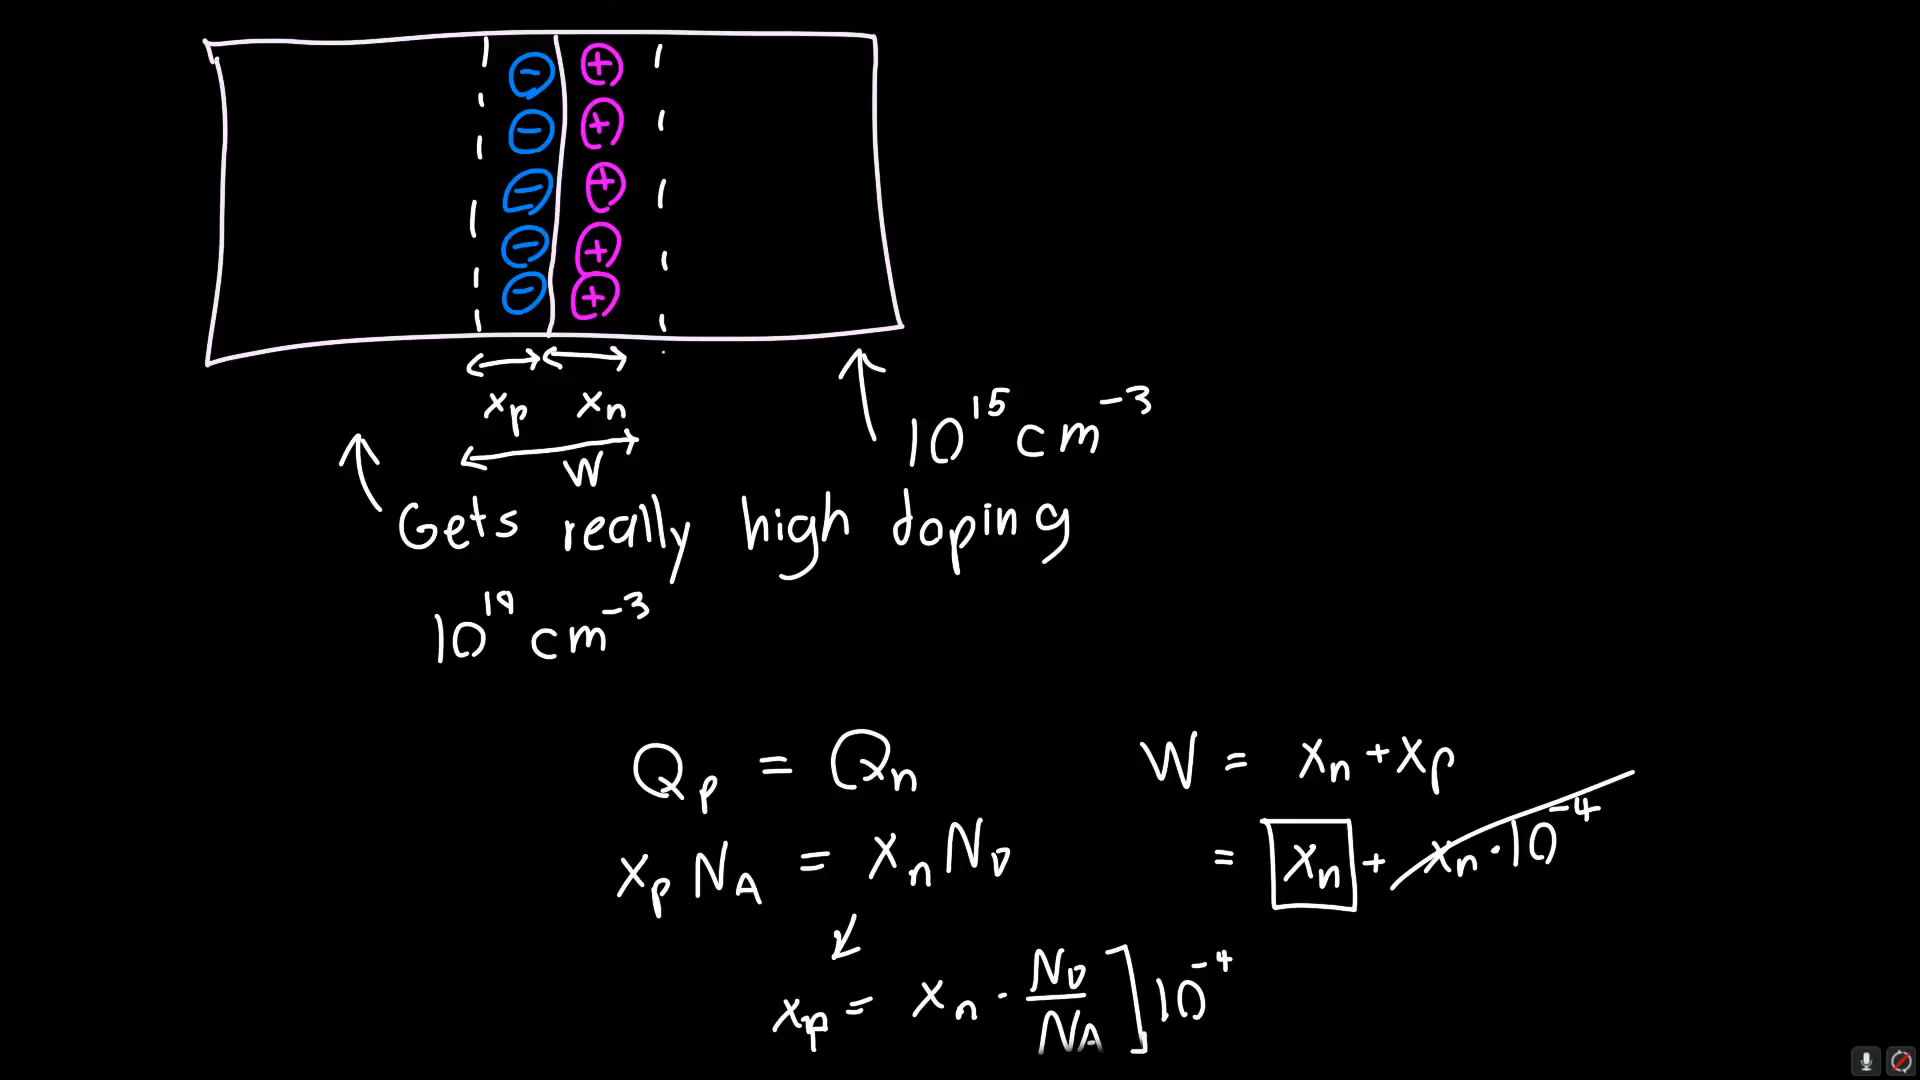 − +
− +
− +
− +
− +
xp xn
W
10^15 cm^-3
Gets really high doping
10^19 cm^-3
Qp = Qn
xp NA = xn ND
xp = xn · ND/NA ] 10^-4
W = xn + xp
= xn + xn · 10^-4